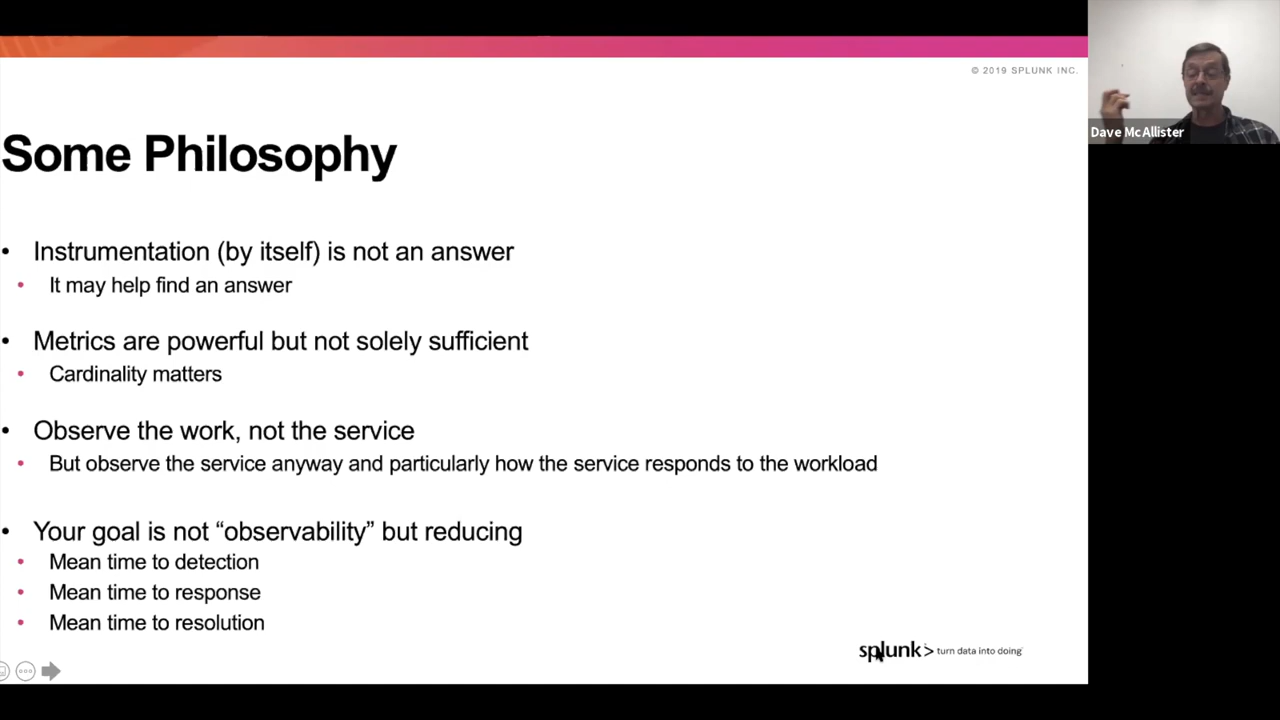 © 2019 SPLUNK INC.
Dave McAllister
Some Philosophy
• Instrumentation (by itself) is not an answer
• It may help find an answer
• Metrics are powerful but not solely sufficient
• Cardinality matters
• Observe the work, not the service
• But observe the service anyway and particularly how the service responds to the workload
• Your goal is not “observability” but reducing
• Mean time to detection
• Mean time to response
• Mean time to resolution
splunk> turn data into doing